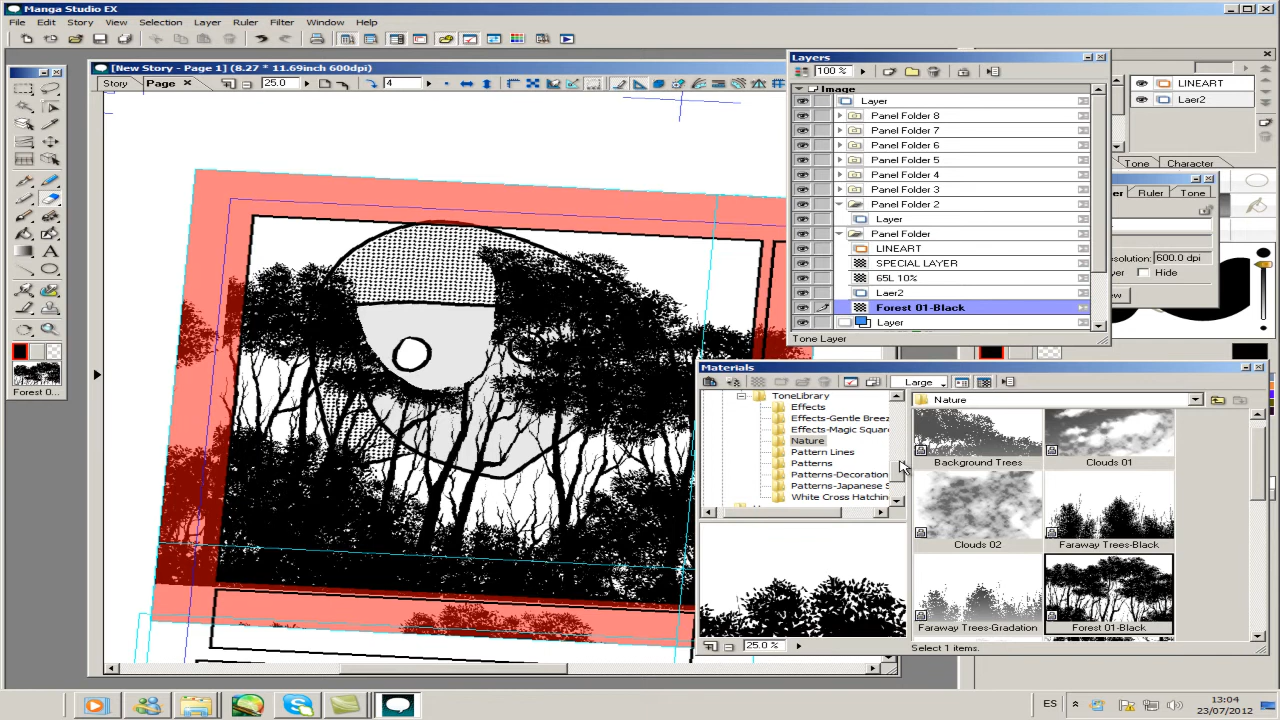 Manga Studio EX
File Edit Story View Selection Layer Ruler Filter Window Help
[New Story - Page 1] (8.27 * 11.69inch 600dpi)
Story Page 25.0 4
Layers
100 %
Image
Layer
Panel Folder 8
Panel Folder 7
Panel Folder 6
Panel Folder 5
Panel Folder 4
Panel Folder 3
Panel Folder 2
Layer
Panel Folder
LINEART
SPECIAL LAYER
65L 10%
Laer2
Forest 01-Black
Layer
Tone Layer
LINEART
Laer2
Tone Character
Ruler Tone
600.0 dpi
Hide
Forest 0...
Materials
Large
Nature
ToneLibrary
Effects
Effects-Gentle Breez
Effects-Magic Square
Nature
Pattern Lines
Patterns
Patterns-Decoration
Patterns-Japanese S
White Cross Hatchin
Background Trees
Clouds 01
Clouds 02
Faraway Trees-Black
Faraway Trees-Gradation
Forest 01-Black
25.0 %
Select 1 items.
ES
13:04
23/07/2012